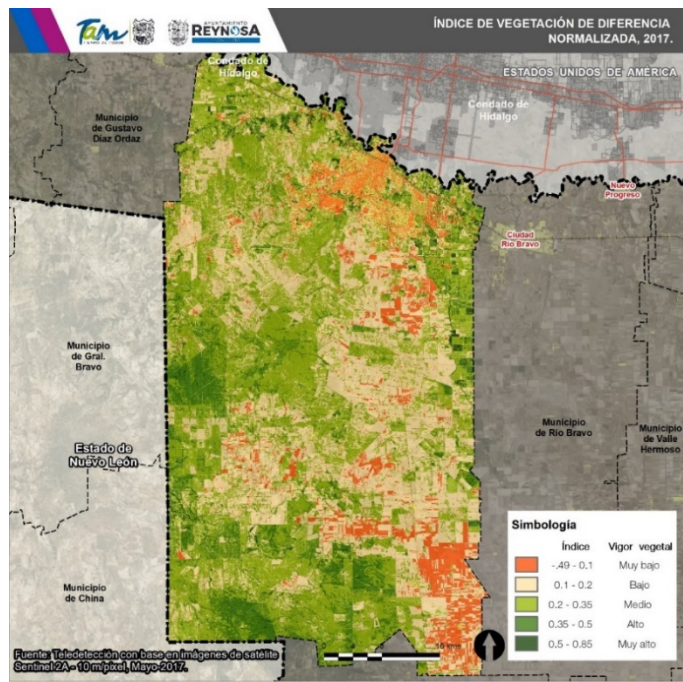 Tam
AYUNTAMIENTO
REYNOSA
ÍNDICE DE VEGETACIÓN DE DIFERENCIA
NORMALIZADA, 2017.
Condado de
Hidalgo
ESTADOS UNIDOS DE AMÉRICA
Condado de
Hidalgo
Municipio
de Gustavo
Díaz Ordaz
Nuevo
Progreso
Ciudad
Río Bravo
Municipio
de Gral.
Bravo
Municipio
de Río Bravo
Municipio
de Valle
Hermoso
Estado de
Nuevo León
Municipio
de China
Simbología
Índice Vigor vegetal
-.49 - 0.1 Muy bajo
0.1 - 0.2 Bajo
0.2 - 0.35 Medio
0.35 - 0.5 Alto
0.5 - 0.85 Muy alto
10 kms
Fuente: Teledetección con base en imágenes de satélite
Sentinel-2A - 10 m/pixel, Mayo-2017.